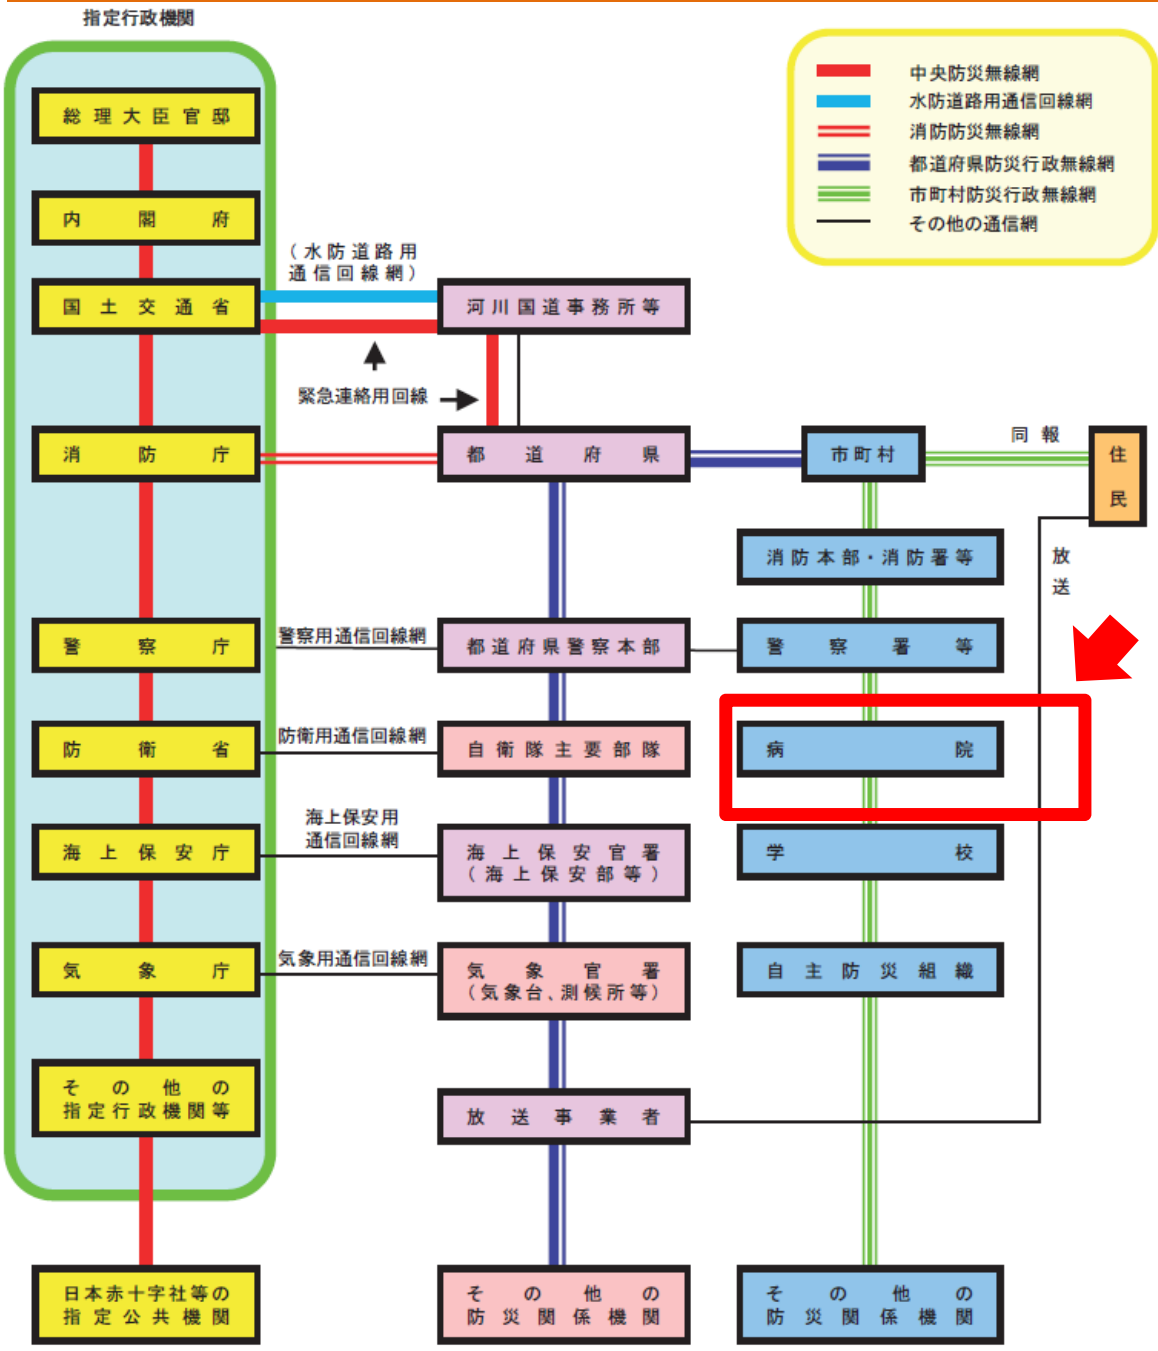 指定行政機関
中央防災無線網
水防道路用通信回線網
消防防災無線網
都道府県防災行政無線網
市町村防災行政無線網
その他の通信網
総理大臣官邸
内閣府
(水防道路用
通信回線網)
国土交通省
河川国道事務所等
緊急連絡用回線
消防庁
都道府県
市町村
同報
住民
放送
消防本部・消防署等
警察庁
警察用通信回線網
都道府県警察本部
警察署等
防衛省
防衛用通信回線網
自衛隊主要部隊
病院
海上保安庁
海上保安用
通信回線網
海上保安官署
(海上保安部等)
学校
気象庁
気象用通信回線網
気象官署
(気象台、測候所等)
自主防災組織
その他の
指定行政機関等
放送事業者
日本赤十字社等の
指定公共機関
その他の
防災関係機関
その他の
防災関係機関